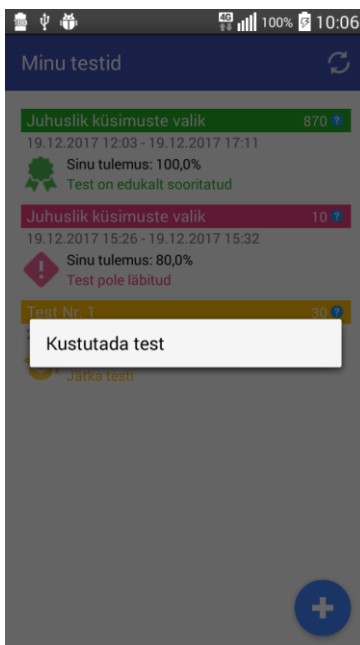 4G 100% 10:06
Minu testid
Juhuslik küsimuste valik 870 ?
19.12.2017 12:03 - 19.12.2017 17:11
Sinu tulemus: 100,0%
Test on edukalt sooritatud
Juhuslik küsimuste valik 10 ?
19.12.2017 15:26 - 19.12.2017 15:32
Sinu tulemus: 80,0%
Test pole läbitud
Test Nr. 1 30 ?
Kustutada test
Jätka testi